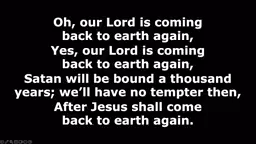 Oh, our Lord is coming
back to earth again,
Yes, our Lord is coming
back to earth again,
Satan will be bound a thousand
years; we'll have no tempter then,
After Jesus shall come
back to earth again.